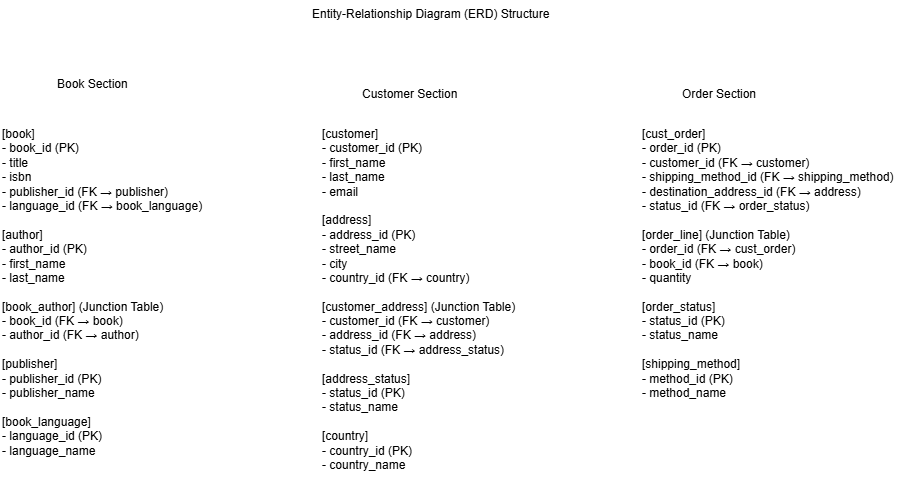 Entity-Relationship Diagram (ERD) Structure
Book Section
[book]
- book_id (PK)
- title
- isbn
- publisher_id (FK → publisher)
- language_id (FK → book_language)
[author]
- author_id (PK)
- first_name
- last_name
[book_author] (Junction Table)
- book_id (FK → book)
- author_id (FK → author)
[publisher]
- publisher_id (PK)
- publisher_name
[book_language]
- language_id (PK)
- language_name
Customer Section
[customer]
- customer_id (PK)
- first_name
- last_name
- email
[address]
- address_id (PK)
- street_name
- city
- country_id (FK → country)
[customer_address] (Junction Table)
- customer_id (FK → customer)
- address_id (FK → address)
- status_id (FK → address_status)
[address_status]
- status_id (PK)
- status_name
[country]
- country_id (PK)
- country_name
Order Section
[cust_order]
- order_id (PK)
- customer_id (FK → customer)
- shipping_method_id (FK → shipping_method)
- destination_address_id (FK → address)
- status_id (FK → order_status)
[order_line] (Junction Table)
- order_id (FK → cust_order)
- book_id (FK → book)
- quantity
[order_status]
- status_id (PK)
- status_name
[shipping_method]
- method_id (PK)
- method_name